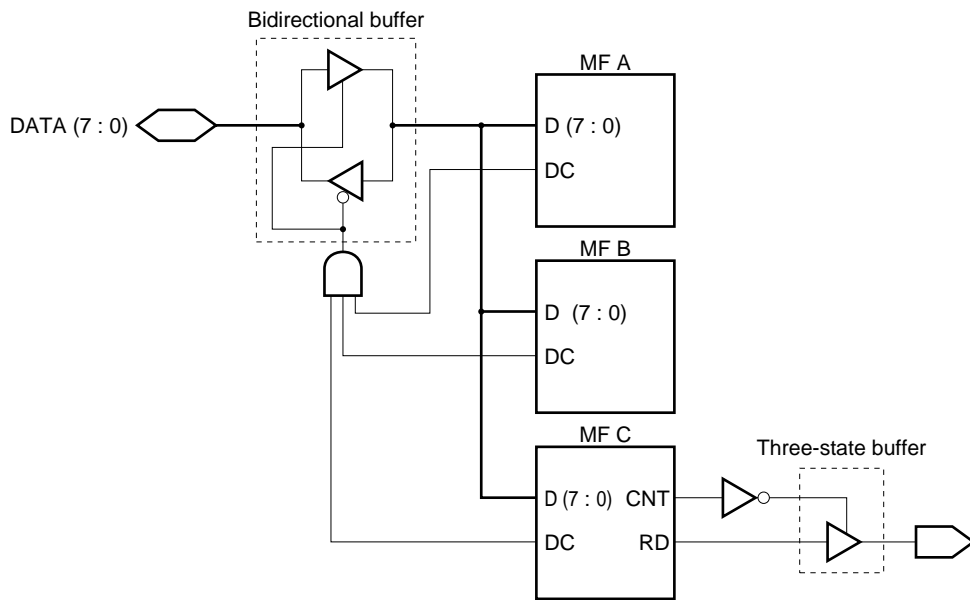 Bidirectional buffer
MF A
DATA (7 : 0)
D (7 : 0)
DC
MF B
D (7 : 0)
DC
MF C
Three-state buffer
D (7 : 0) CNT
DC RD